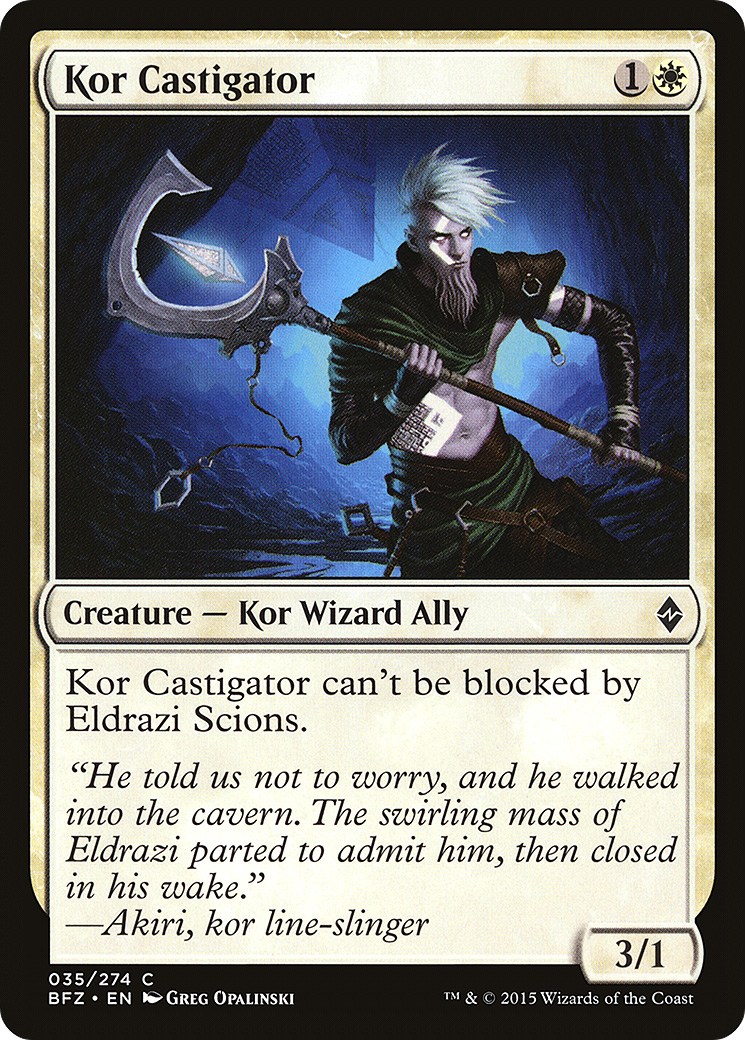 Kor Castigator 1
Creature — Kor Wizard Ally
Kor Castigator can't be blocked by
Eldrazi Scions.
“He told us not to worry, and he walked
into the cavern. The swirling mass of
Eldrazi parted to admit him, then closed
in his wake.”
—Akiri, kor line-slinger
3/1
035/274 C
BFZ • EN Greg Opalinski
™ & © 2015 Wizards of the Coast